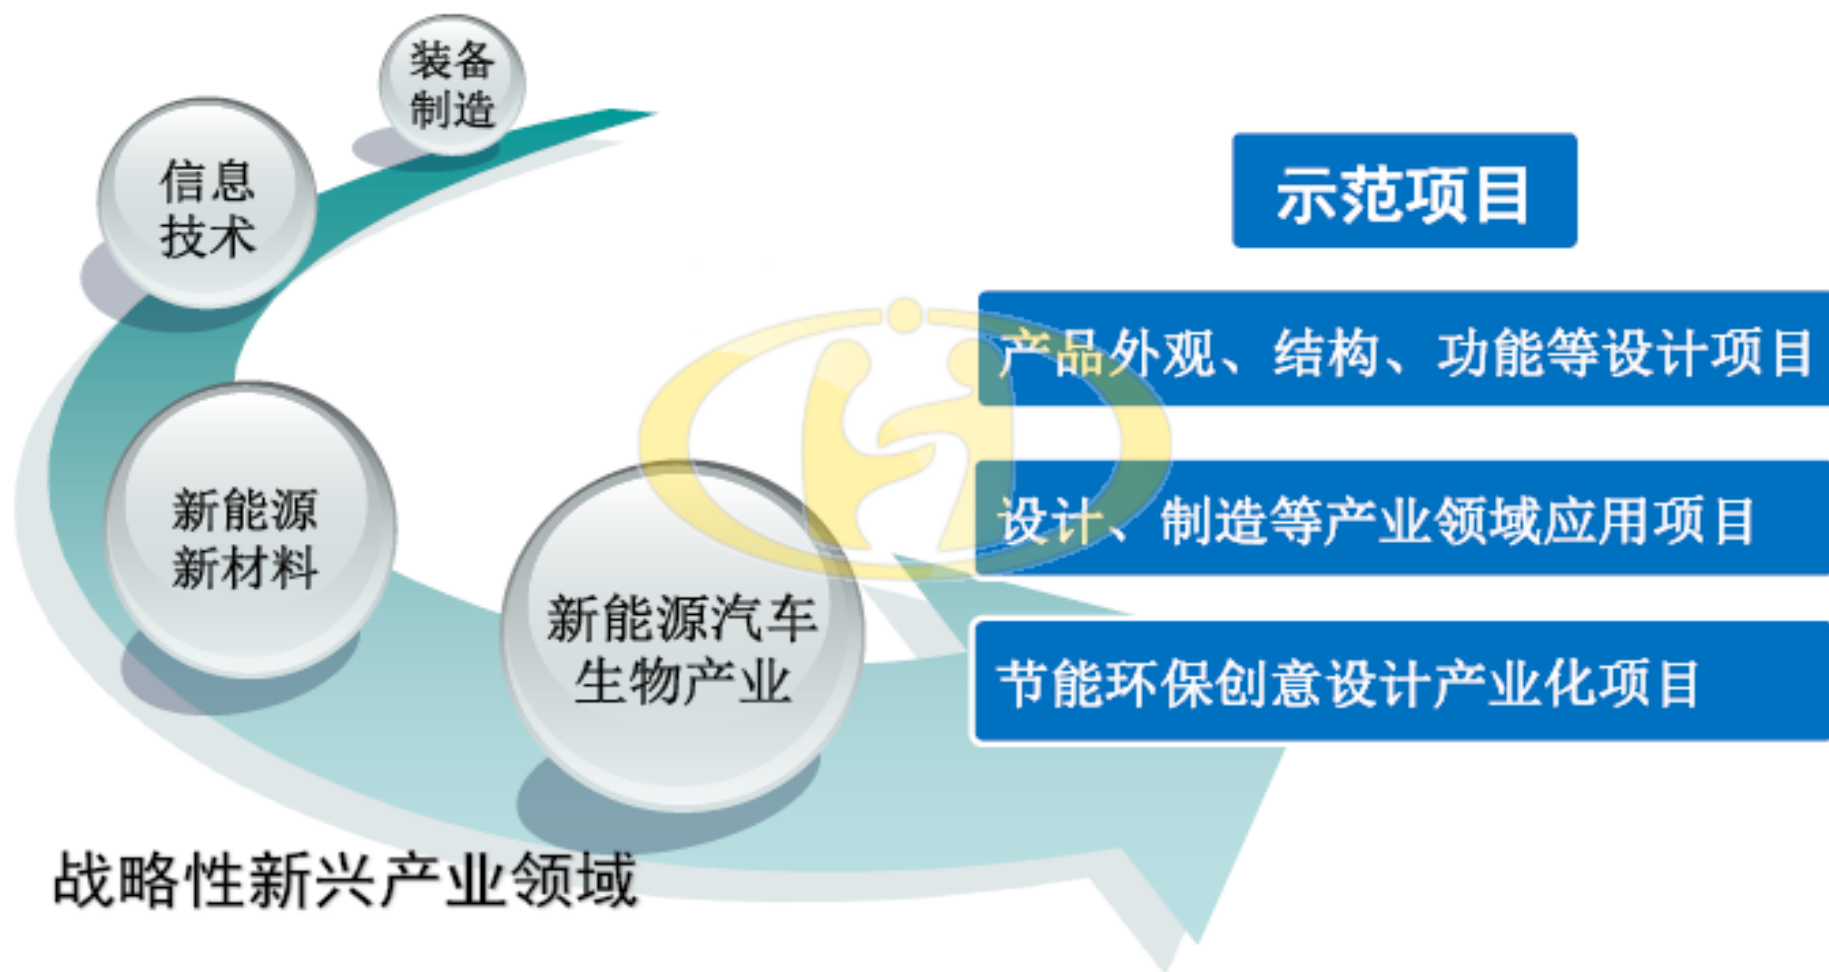 装备
制造
信息
技术
新能源
新材料
新能源汽车
生物产业
战略性新兴产业领域
示范项目
产品外观、结构、功能等设计项目
设计、制造等产业领域应用项目
节能环保创意设计产业化项目